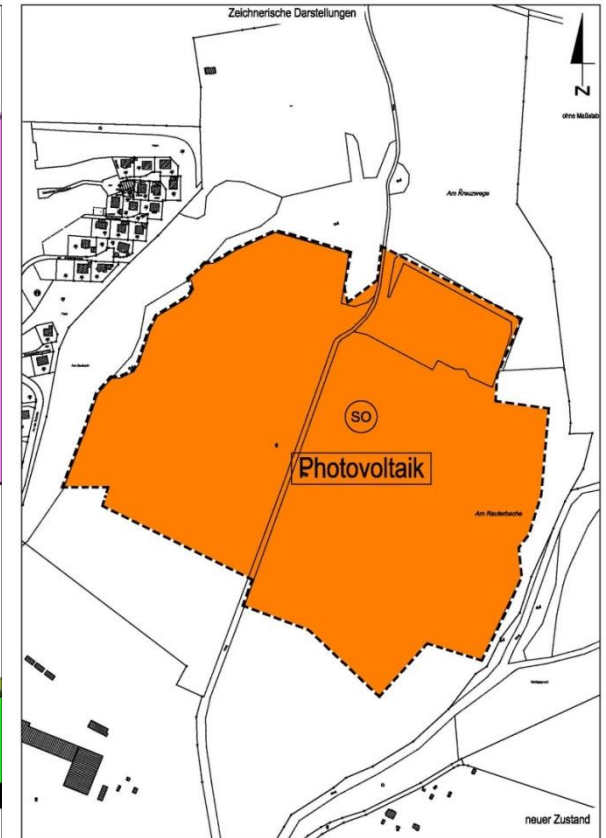 Zeichnerische Darstellungen
N
ohne Maßstab
Am Kreuzwege
SO
Photovoltaik
Am Rauterbache
neuer Zustand